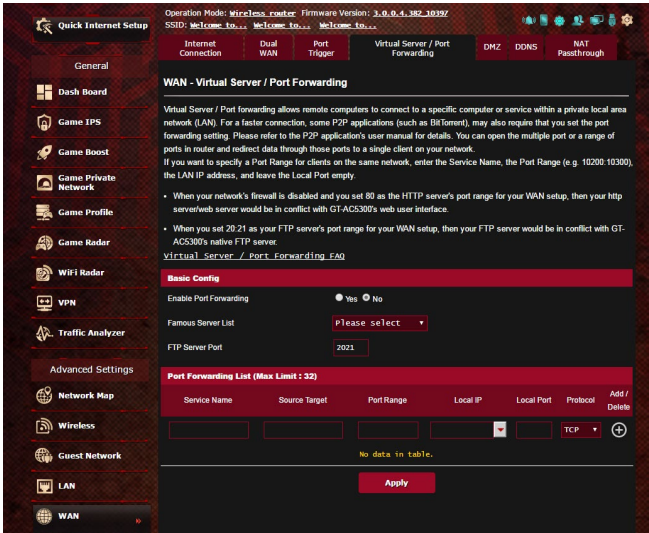 Quick Internet Setup
Operation Mode: Wireless router Firmware Version: 3.0.0.4.382_10397
SSID: Welcome to... Welcome to... Welcome to...
General
Dash Board
Game IPS
Game Boost
Game Private
Network
Game Profile
Game Radar
WiFi Radar
VPN
Traffic Analyzer
Advanced Settings
Network Map
Wireless
Guest Network
LAN
WAN
Internet
Connection
Dual
WAN
Port
Trigger
Virtual Server / Port
Forwarding
DMZ
DDNS
NAT
Passthrough
WAN - Virtual Server / Port Forwarding
Virtual Server / Port forwarding allows remote computers to connect to a specific computer or service within a private local area
network (LAN). For a faster connection, some P2P applications (such as BitTorrent), may also require that you set the port
forwarding setting. Please refer to the P2P application's user manual for details. You can open the multiple port or a range of
ports in router and redirect data through those ports to a single client on your network.
If you want to specify a Port Range for clients on the same network, enter the Service Name, the Port Range (e.g. 10200:10300),
the LAN IP address, and leave the Local Port empty.
• When your network's firewall is disabled and you set 80 as the HTTP server's port range for your WAN setup, then your http
server/web server would be in conflict with GT-AC5300's web user interface.
• When you set 20:21 as your FTP server's port range for your WAN setup, then your FTP server would be in conflict with GT-
AC5300's native FTP server.
Virtual Server / Port Forwarding FAQ
Basic Config
Enable Port Forwarding
Yes No
Famous Server List
Please select
FTP Server Port
2021
Port Forwarding List (Max Limit : 32)
Service Name
Source Target
Port Range
Local IP
Local Port
Protocol
Add /
Delete
TCP
No data in table.
Apply